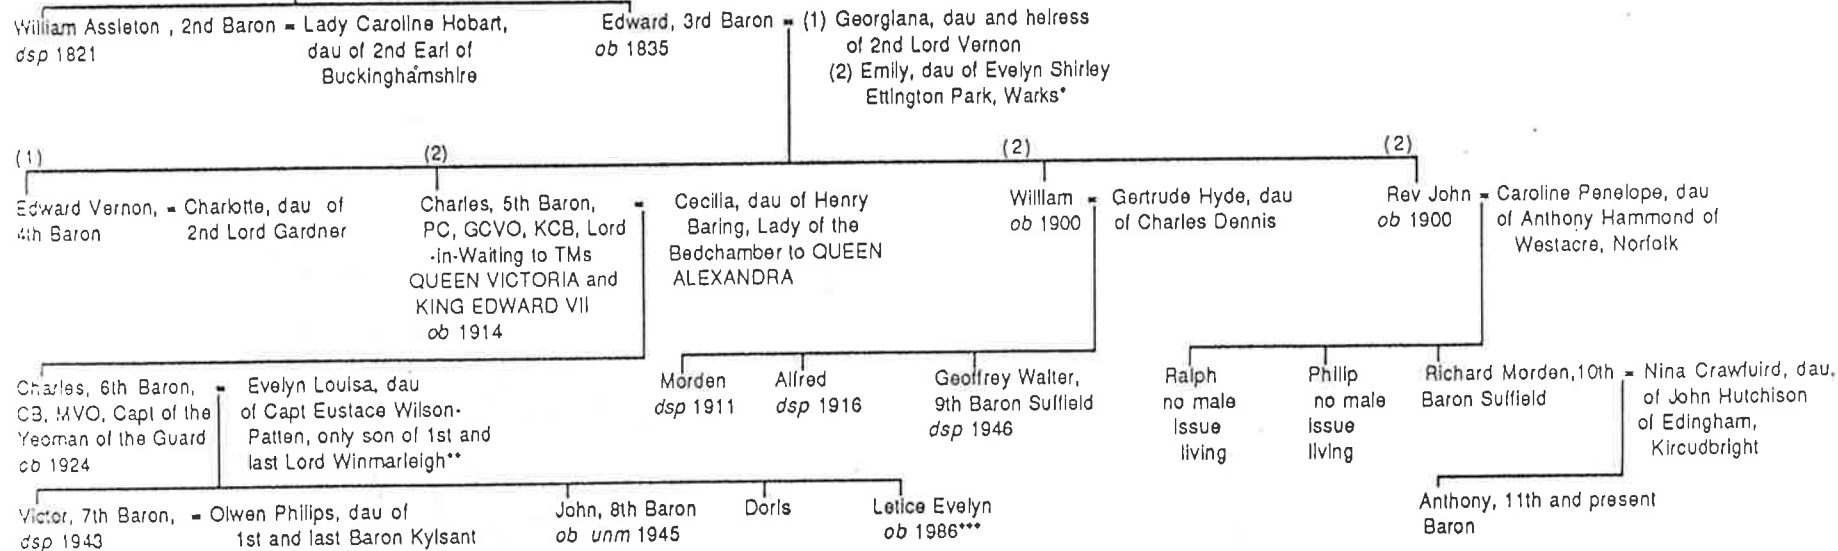 William Assleton , 2nd Baron = Lady Caroline Hobart,
dsp 1821
dau of 2nd Earl of
Buckinghamshire
Edward, 3rd Baron =
ob 1835
(1) Georgiana, dau and heiress
of 2nd Lord Vernon
(2) Emily, dau of Evelyn Shirley
Ettington Park, Warks*
(1)
(2)
(2)
(2)
Edward Vernon, =
4th Baron
Charlotte, dau of
2nd Lord Gardner
Charles, 5th Baron, =
PC, GCVO, KCB, Lord
-in-Waiting to TMs
QUEEN VICTORIA and
KING EDWARD VII
ob 1914
Cecilia, dau of Henry
Baring, Lady of the
Bedchamber to QUEEN
ALEXANDRA
William =
ob 1900
Gertrude Hyde, dau
of Charles Dennis
Rev John =
ob 1900
Caroline Penelope, dau
of Anthony Hammond of
Westacre, Norfolk
Charles, 6th Baron, =
CB, MVO, Capt of the
Yeoman of the Guard
ob 1924
Evelyn Louisa, dau
of Capt Eustace Wilson-
Patten, only son of 1st and
last Lord Winmarleigh**
Morden
dsp 1911
Alfred
dsp 1916
Geoffrey Walter,
9th Baron Suffield
dsp 1946
Ralph
no male
issue
living
Philip
no male
issue
living
Richard Morden, 10th =
Baron Suffield
Nina Crawfuird, dau,
of John Hutchison
of Edingham,
Kircudbright
Victor, 7th Baron, =
dsp 1943
Olwen Philips, dau of
1st and last Baron Kylsant
John, 8th Baron
ob unm 1945
Doris
Letice Evelyn
ob 1986***
Anthony, 11th and present
Baron